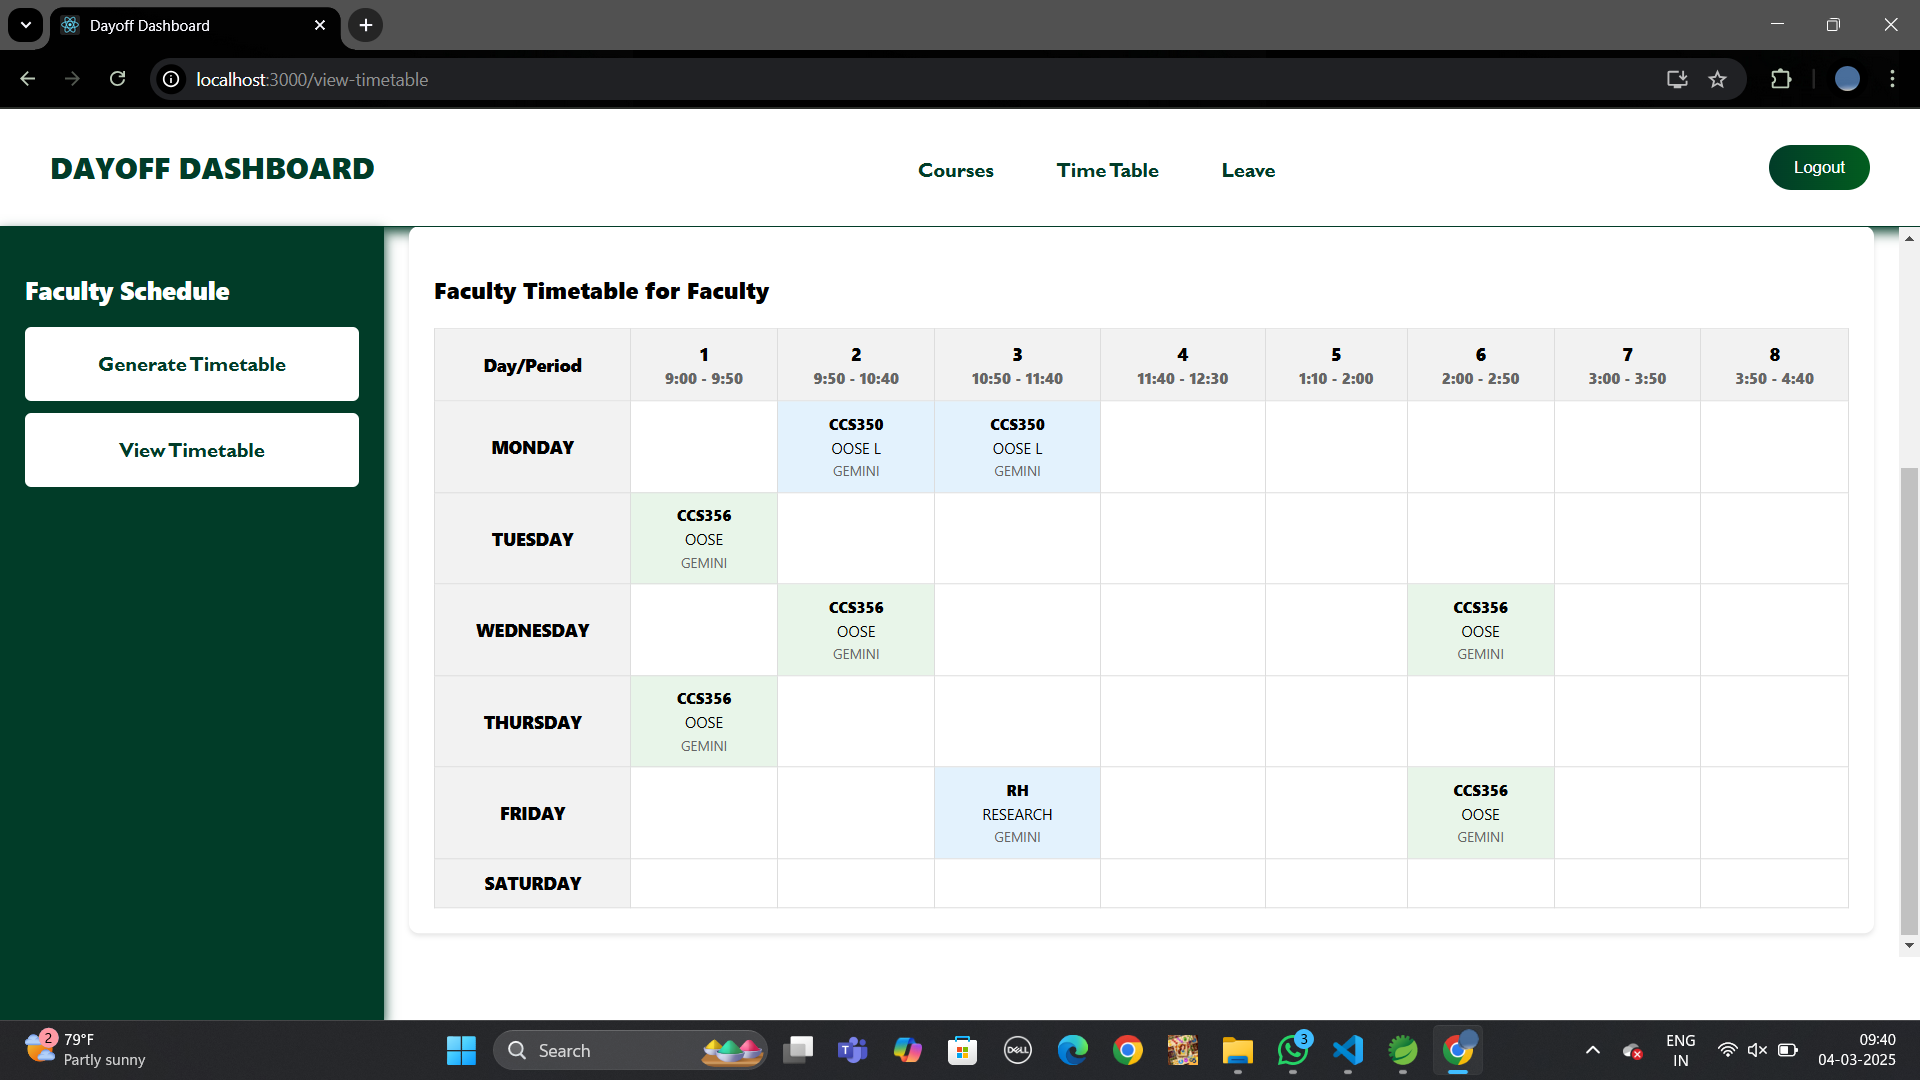 Dayoff Dashboard
localhost:3000/view-timetable
DAYOFF DASHBOARD
Courses
Time Table
Leave
Logout
Faculty Schedule
Generate Timetable
View Timetable
Faculty Timetable for Faculty
Day/Period 1 2 3 4 5 6 7 8
9:00 - 9:50 9:50 - 10:40 10:50 - 11:40 11:40 - 12:30 1:10 - 2:00 2:00 - 2:50 3:00 - 3:50 3:50 - 4:40
MONDAY
CCS350 CCS350
OOSE L OOSE L
GEMINI GEMINI
TUESDAY
CCS356
OOSE
GEMINI
WEDNESDAY
CCS356 CCS356
OOSE OOSE
GEMINI GEMINI
THURSDAY
CCS356
OOSE
GEMINI
FRIDAY
RH CCS356
RESEARCH OOSE
GEMINI GEMINI
SATURDAY
2
79°F
Partly sunny
Search
T
DELL
3
ENG
IN
09:40
04-03-2025